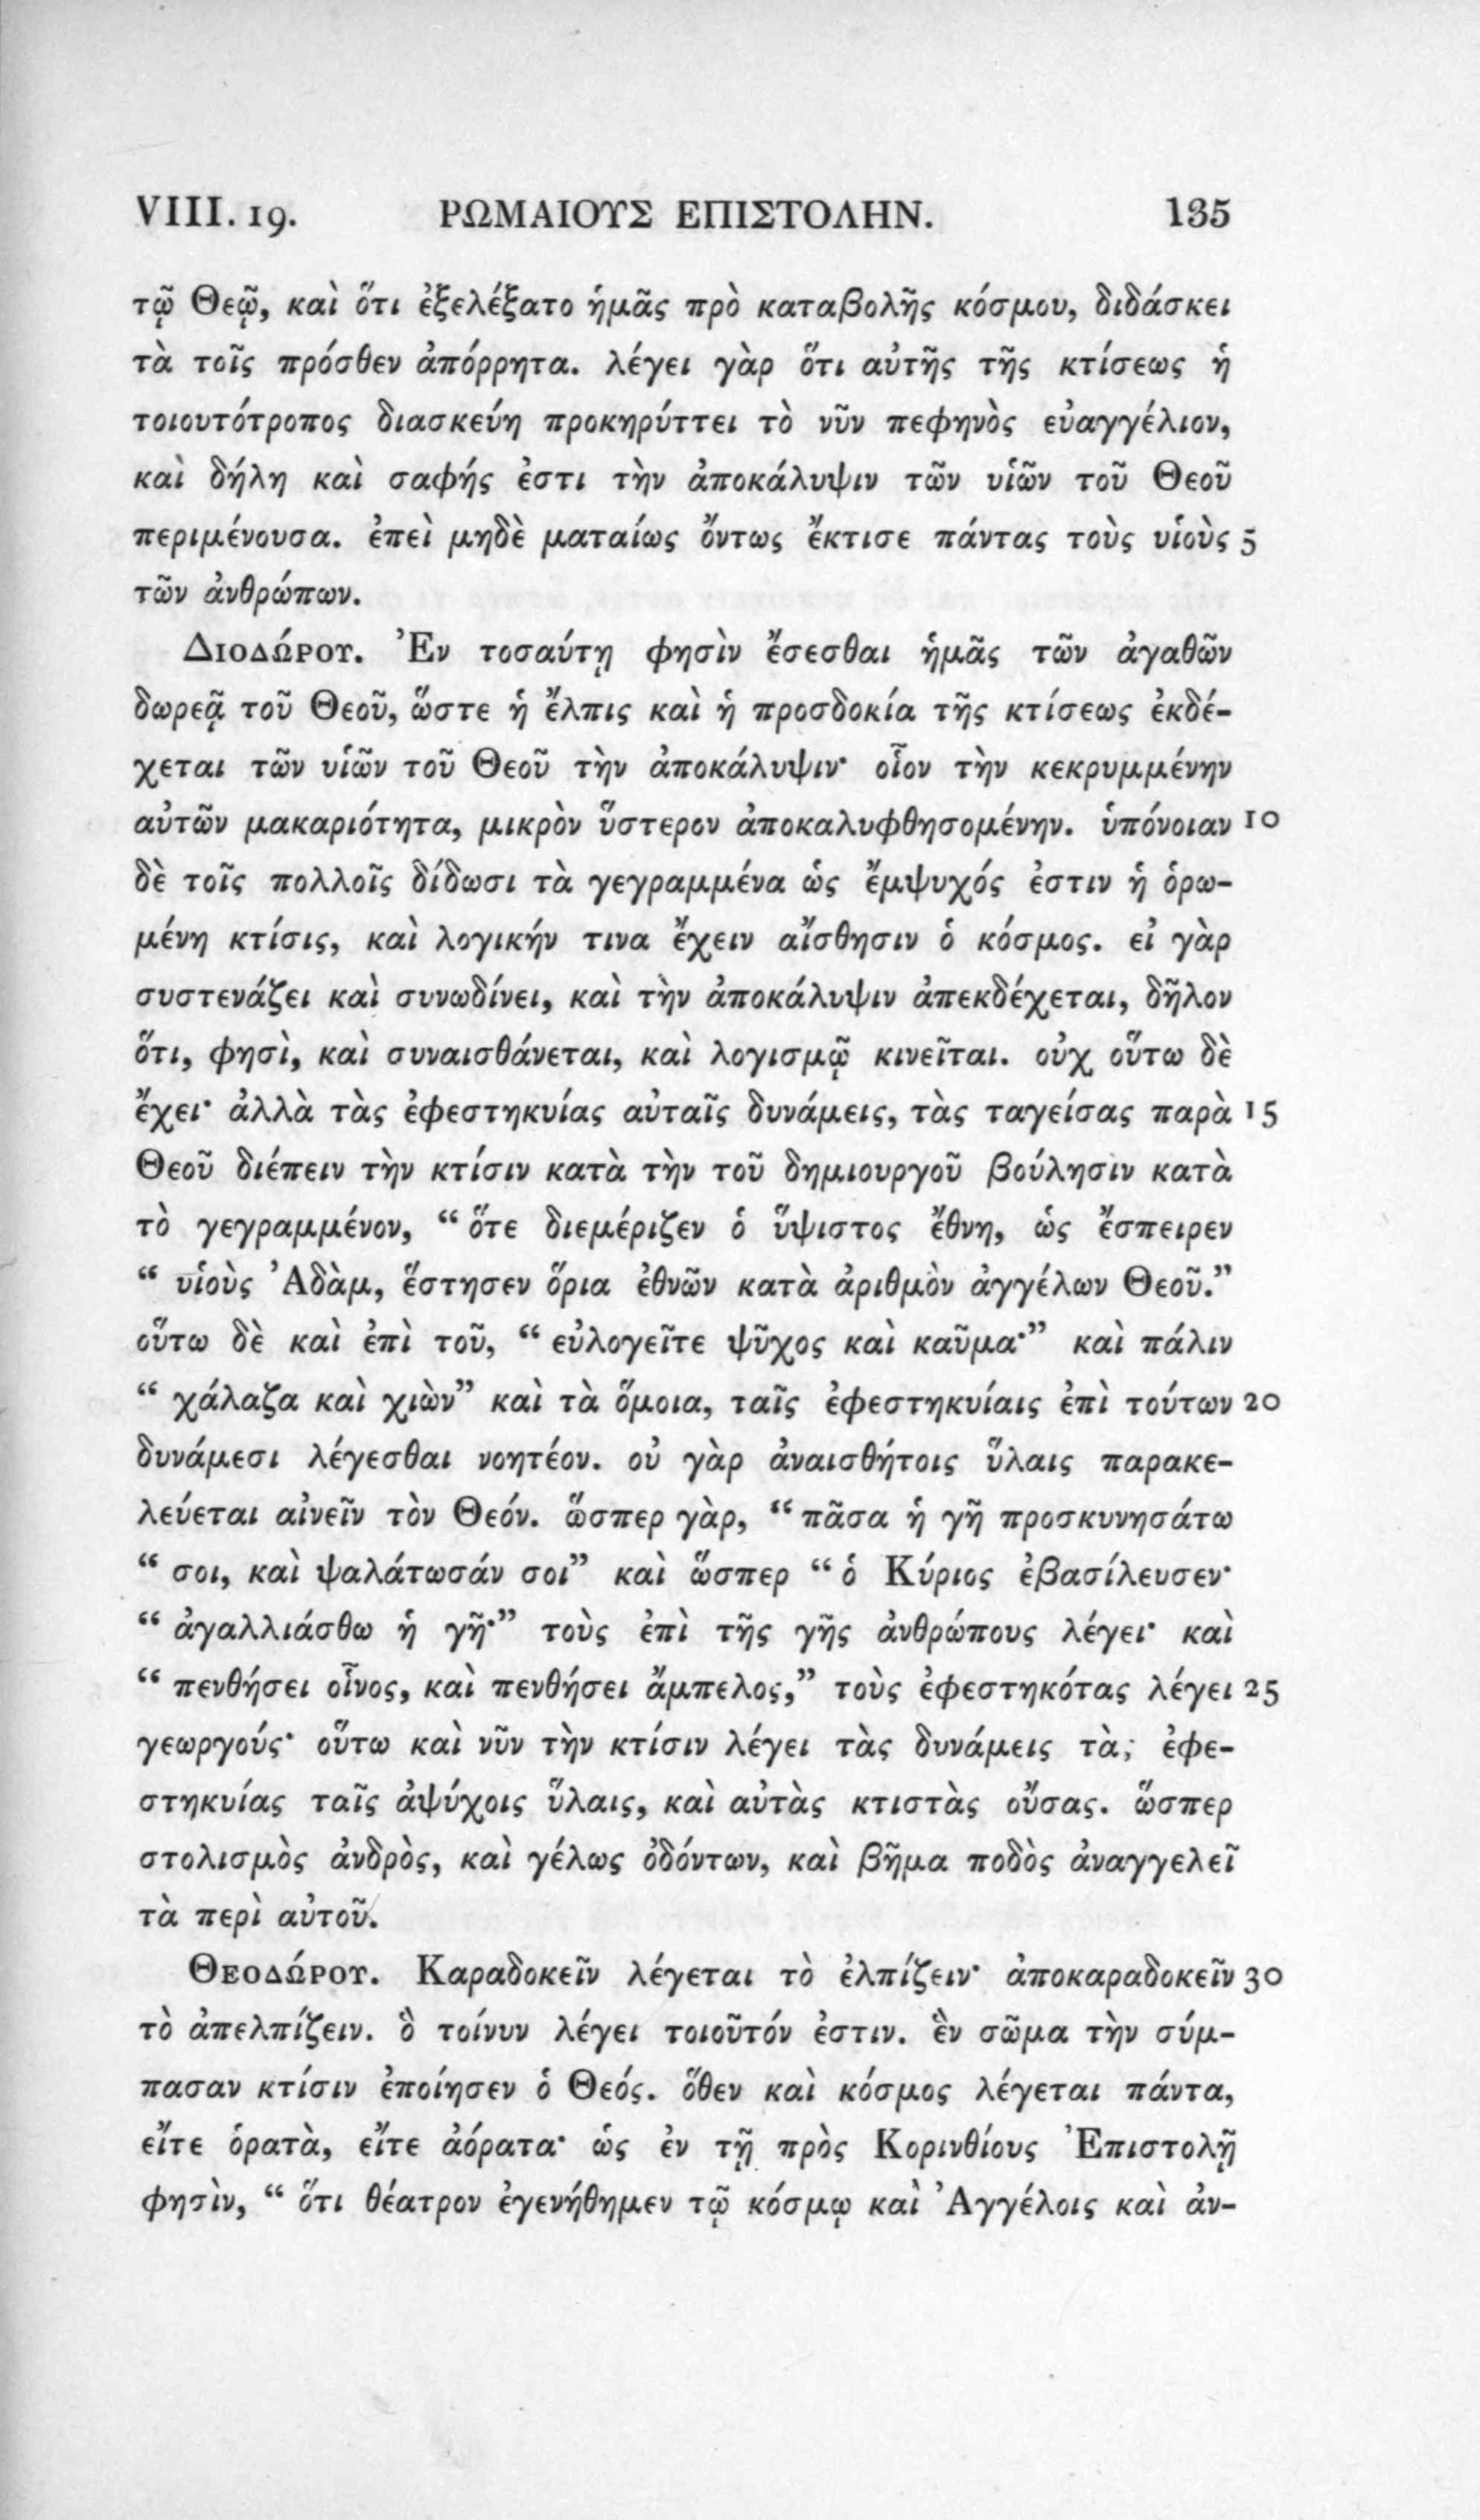 VIII. 19. ΡΩΜΑΙΟΥΣ ΕΠΙΣΤΟΛΗΝ. 135
τῷ Θεῷ, καὶ ὅτι ἐξελέξατο ἡμᾶς πρὸ καταβολῆς κόσμου, διδάσκει
τὰ τοῖς πρόσθεν ἀπόρρητα. λέγει γὰρ ὅτι αὐτῆς τῆς κτίσεως ἡ
τοιουτότροπος διασκεύη προκηρύττει τὸ νῦν πεφηνὸς εὐαγγέλιον,
καὶ δήλη καὶ σαφής ἐστι τὴν ἀποκάλυψιν τῶν υἱῶν τοῦ Θεοῦ
περιμένουσα. ἐπεὶ μηδὲ ματαίως ὄντως ἔκτισε πάντας τοὺς υἱοὺς 5
τῶν ἀνθρώπων.
Διοδώρου. Ἐν τοσαύτῃ φησὶν ἔσεσθαι ἡμᾶς τῶν ἀγαθῶν
δωρεᾷ τοῦ Θεοῦ, ὥστε ἡ ἔλπις καὶ ἡ προσδοκία τῆς κτίσεως ἐκδέ-
χεται τῶν υἱῶν τοῦ Θεοῦ τὴν ἀποκάλυψιν· οἷον τὴν κεκρυμμένην
αὐτῶν μακαριότητα, μικρὸν ὕστερον ἀποκαλυφθησομένην. ὑπόνοιαν 10
δὲ τοῖς πολλοῖς δίδωσι τὰ γεγραμμένα ὡς ἔμψυχός ἐστιν ἡ ὁρω-
μένη κτίσις, καὶ λογικήν τινα ἔχειν αἴσθησιν ὁ κόσμος. εἰ γὰρ
συστενάζει καὶ συνωδίνει, καὶ τὴν ἀποκάλυψιν ἀπεκδέχεται, δῆλον
ὅτι, φησὶ, καὶ συναισθάνεται, καὶ λογισμῷ κινεῖται. οὐχ οὕτω δὲ
ἔχει· ἀλλὰ τὰς ἐφεστηκυίας αὐταῖς δυνάμεις, τὰς ταγείσας παρὰ 15
Θεοῦ διέπειν τὴν κτίσιν κατὰ τὴν τοῦ δημιουργοῦ βούλησιν κατὰ
τὸ γεγραμμένον, “ ὅτε διεμέριζεν ὁ ὕψιστος ἔθνη, ὡς ἔσπειρεν
“ υἱοὺς Ἀδὰμ, ἔστησεν ὅρια ἐθνῶν κατὰ ἀριθμὸν ἀγγέλων Θεοῦ.”
οὕτω δὲ καὶ ἐπὶ τοῦ, “ εὐλογεῖτε ψῦχος καὶ καῦμα·” καὶ πάλιν
“ χάλαζα καὶ χιὼν” καὶ τὰ ὅμοια, ταῖς ἐφεστηκυίαις ἐπὶ τούτων 20
δυνάμεσι λέγεσθαι νοητέον. οὐ γὰρ ἀναισθήτοις ὕλαις παρακε-
λεύεται αἰνεῖν τὸν Θεόν. ὥσπερ γὰρ, “ πᾶσα ἡ γῆ προσκυνησάτω
“ σοι, καὶ ψαλάτωσάν σοι” καὶ ὥσπερ “ ὁ Κύριος ἐβασίλευσεν·
“ ἀγαλλιάσθω ἡ γῆ·” τοὺς ἐπὶ τῆς γῆς ἀνθρώπους λέγει· καὶ
“ πενθήσει οἶνος, καὶ πενθήσει ἄμπελος,” τοὺς ἐφεστηκότας λέγει 25
γεωργούς· οὕτω καὶ νῦν τὴν κτίσιν λέγει τὰς δυνάμεις τὰς ἐφε-
στηκυίας ταῖς ἀψύχοις ὕλαις, καὶ αὐτὰς κτιστὰς οὔσας. ὥσπερ
στολισμὸς ἀνδρὸς, καὶ γέλως ὀδόντων, καὶ βῆμα ποδὸς ἀναγγελεῖ
τὰ περὶ αὐτοῦ.
Θεοδώρου. Καραδοκεῖν λέγεται τὸ ἐλπίζειν· ἀποκαραδοκεῖν 30
τὸ ἀπελπίζειν. ὃ τοίνυν λέγει τοιοῦτόν ἐστιν. ἓν σῶμα τὴν σύμ-
πασαν κτίσιν ἐποίησεν ὁ Θεός. ὅθεν καὶ κόσμος λέγεται πάντα,
εἴτε ὁρατὰ, εἴτε ἀόρατα· ὡς ἐν τῇ πρὸς Κορινθίους Ἐπιστολῇ
φησὶν, “ ὅτι θέατρον ἐγενήθημεν τῷ κόσμῳ καὶ Ἀγγέλοις καὶ ἀν-